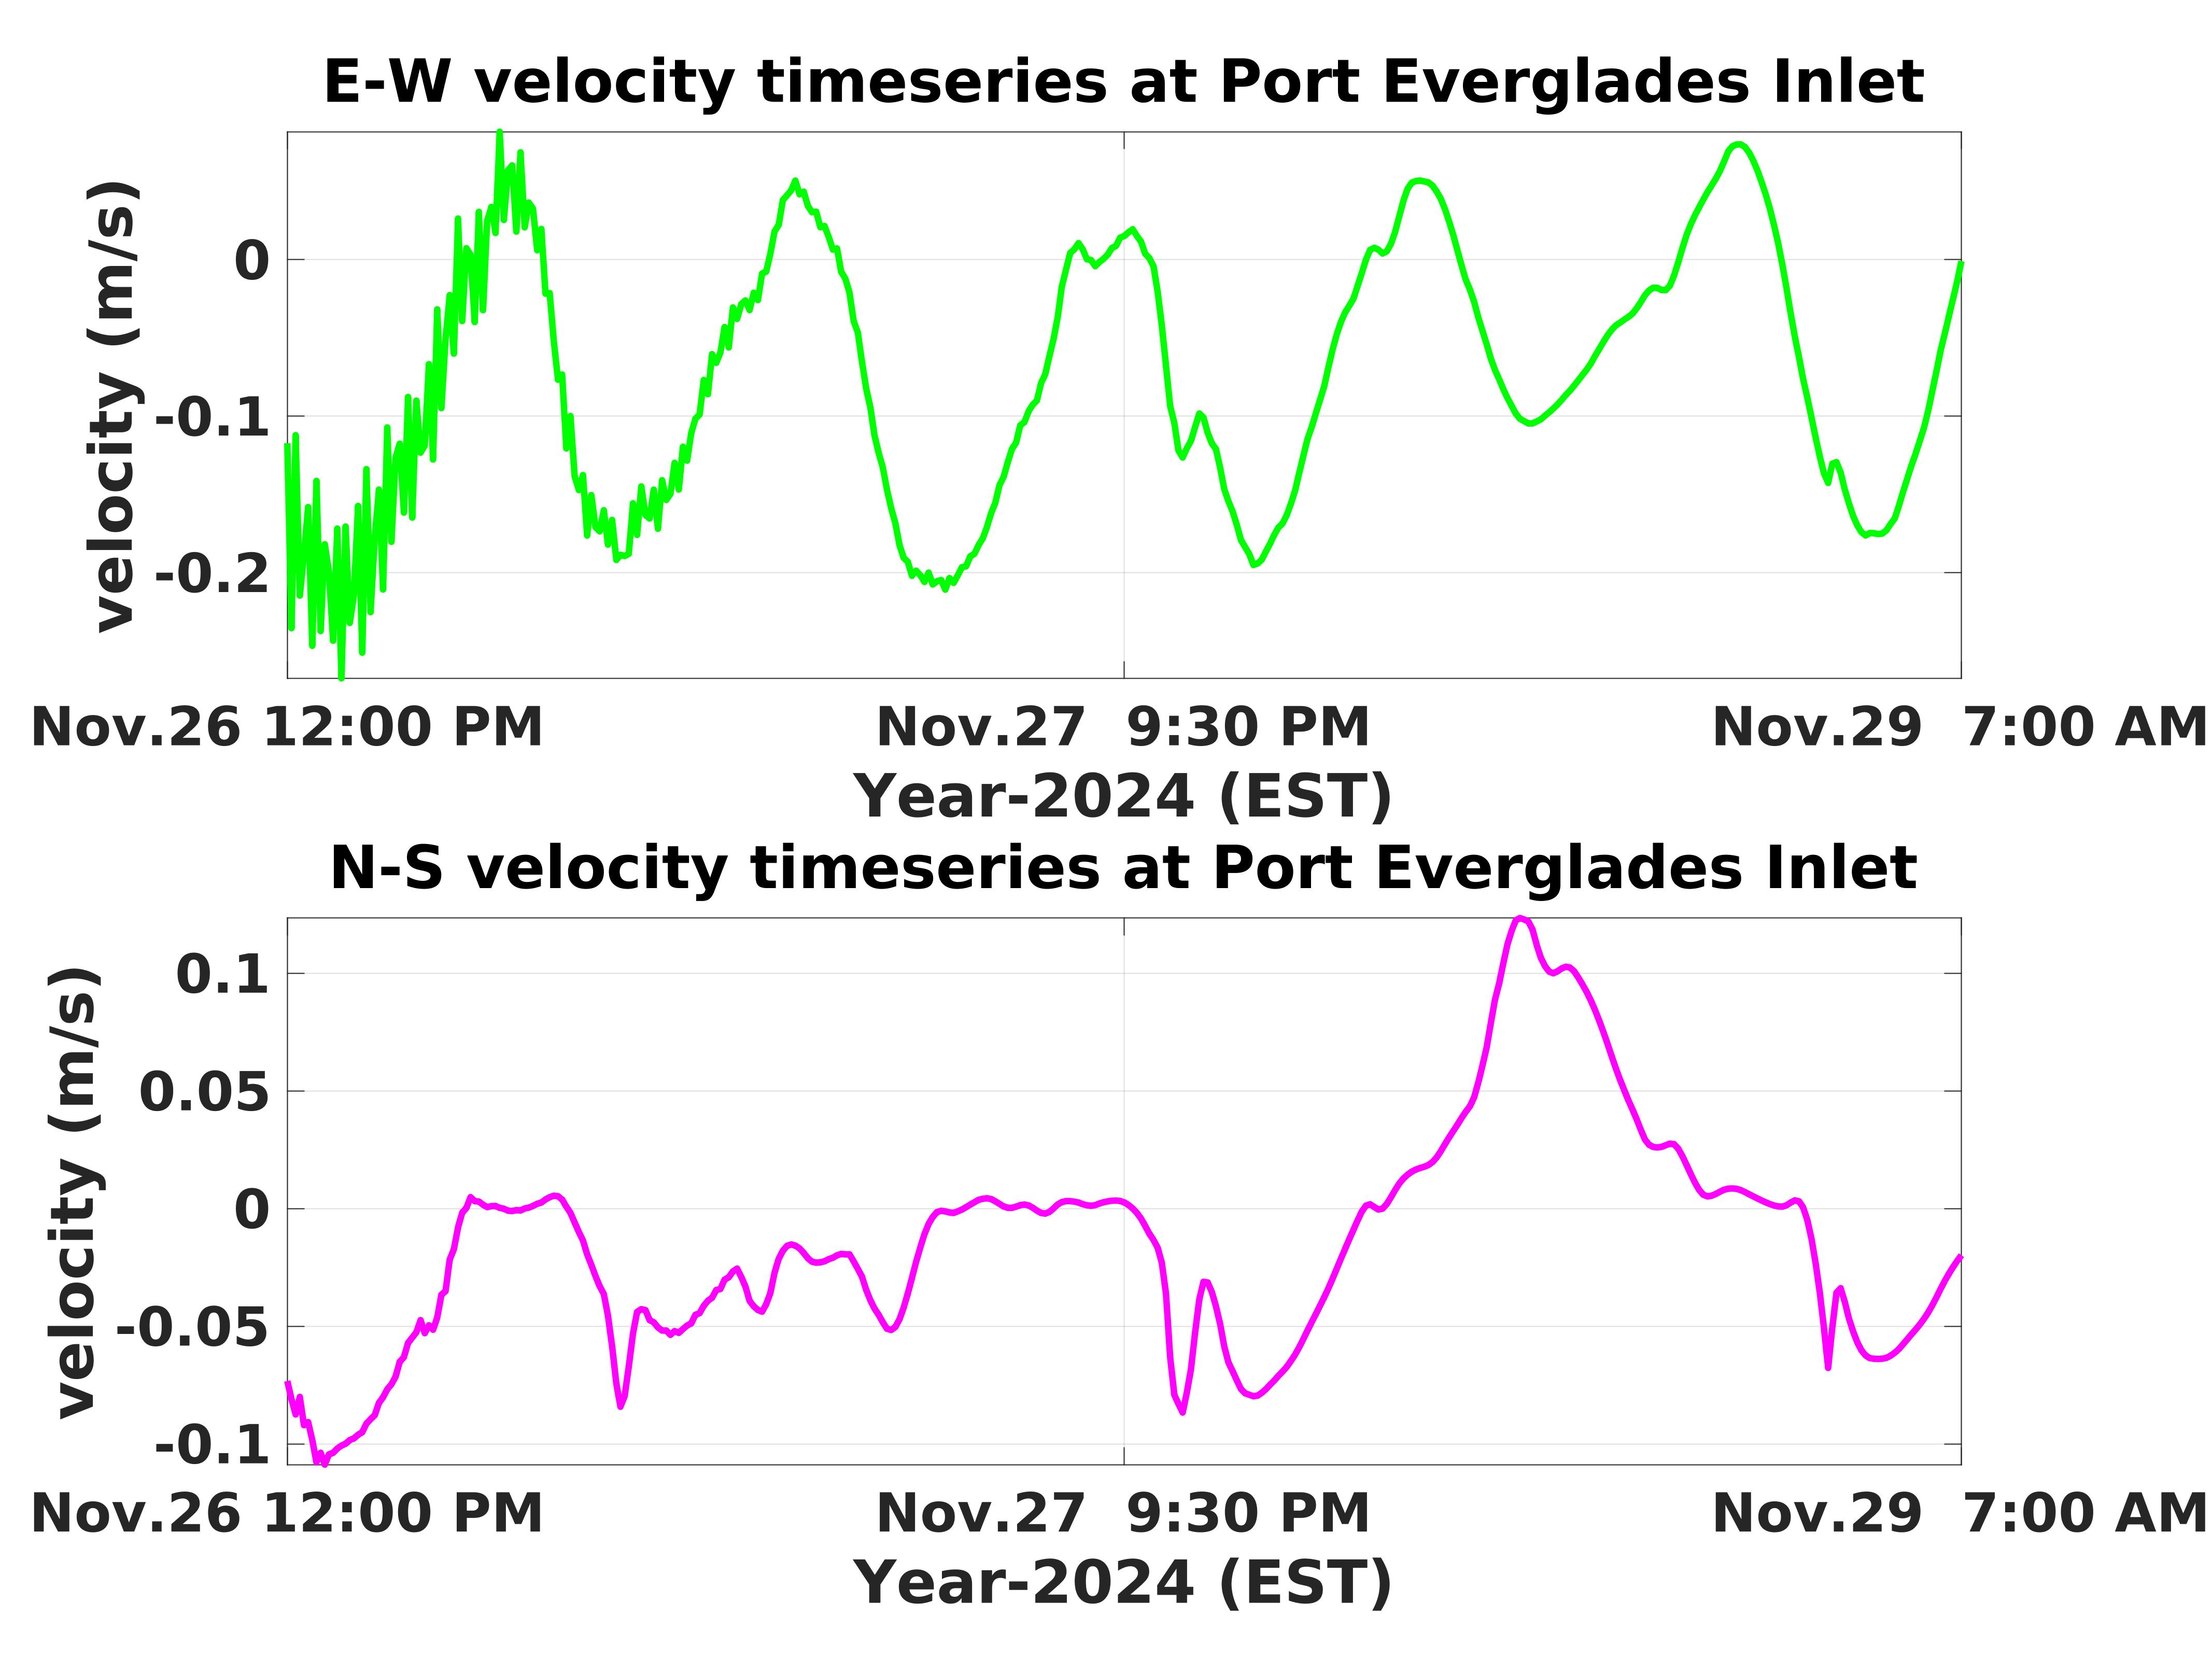 E-W velocity timeseries at Port Everglades Inlet
velocity (m/s)
0
-0.1
-0.2
Nov.26 12:00 PM Nov.27 9:30 PM Nov.29 7:00 AM
Year-2024 (EST)
N-S velocity timeseries at Port Everglades Inlet
velocity (m/s)
0.1
0.05
0
-0.05
-0.1
Nov.26 12:00 PM Nov.27 9:30 PM Nov.29 7:00 AM
Year-2024 (EST)